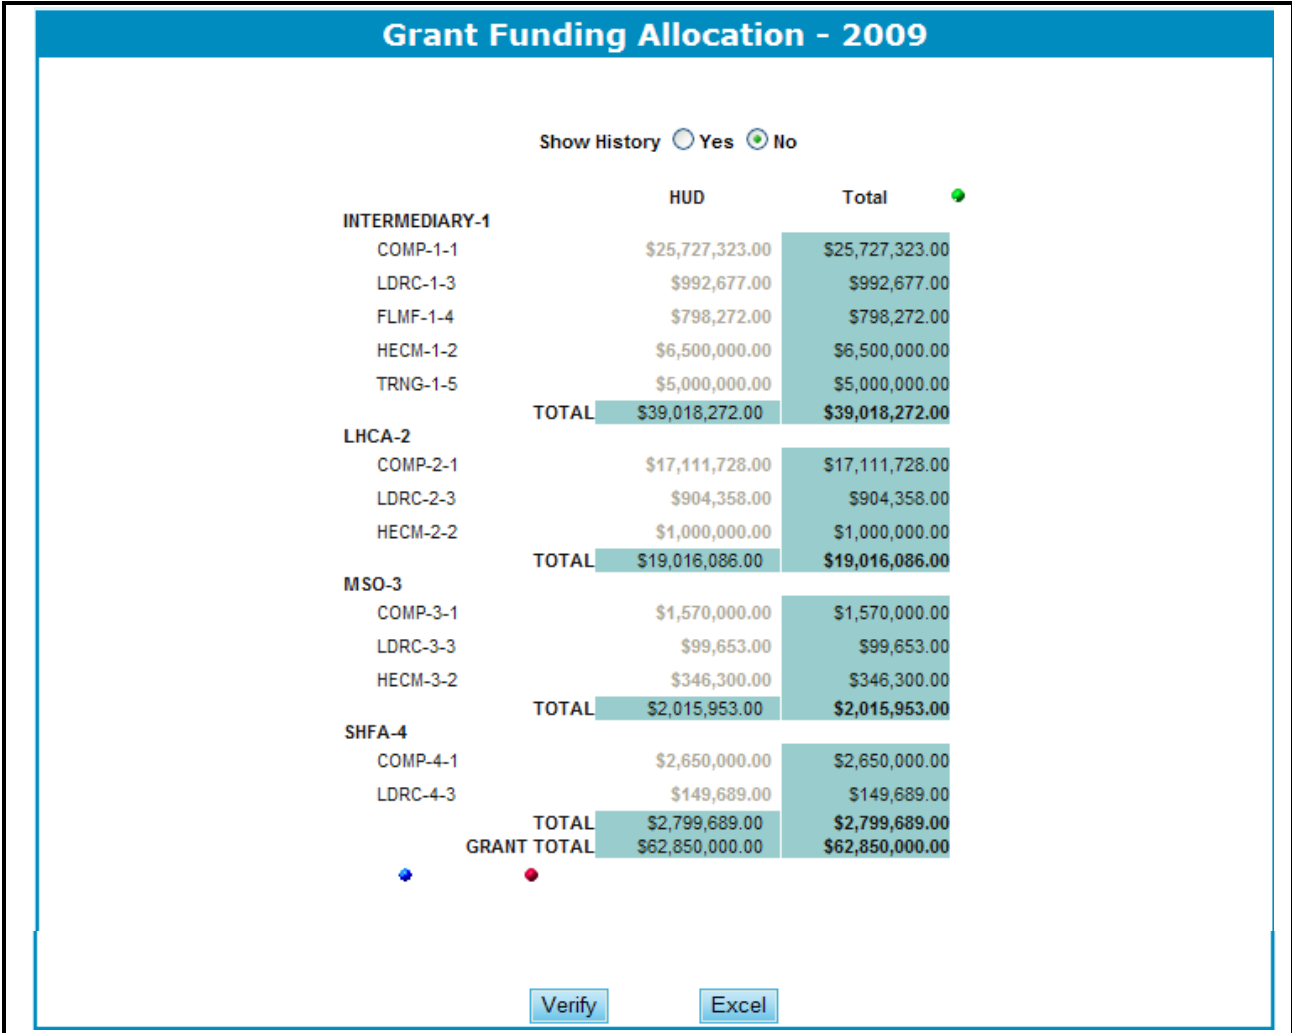 Grant Funding Allocation - 2009
Show History Yes No
HUD Total
INTERMEDIARY-1
COMP-1-1 $25,727,323.00 $25,727,323.00
LDRC-1-3 $992,677.00 $992,677.00
FLMF-1-4 $798,272.00 $798,272.00
HECM-1-2 $6,500,000.00 $6,500,000.00
TRNG-1-5 $5,000,000.00 $5,000,000.00
TOTAL $39,018,272.00 $39,018,272.00
LHCA-2
COMP-2-1 $17,111,728.00 $17,111,728.00
LDRC-2-3 $904,358.00 $904,358.00
HECM-2-2 $1,000,000.00 $1,000,000.00
TOTAL $19,016,086.00 $19,016,086.00
MSO-3
COMP-3-1 $1,570,000.00 $1,570,000.00
LDRC-3-3 $99,653.00 $99,653.00
HECM-3-2 $346,300.00 $346,300.00
TOTAL $2,015,953.00 $2,015,953.00
SHFA-4
COMP-4-1 $2,650,000.00 $2,650,000.00
LDRC-4-3 $149,689.00 $149,689.00
TOTAL $2,799,689.00 $2,799,689.00
GRANT TOTAL $62,850,000.00 $62,850,000.00
Verify Excel